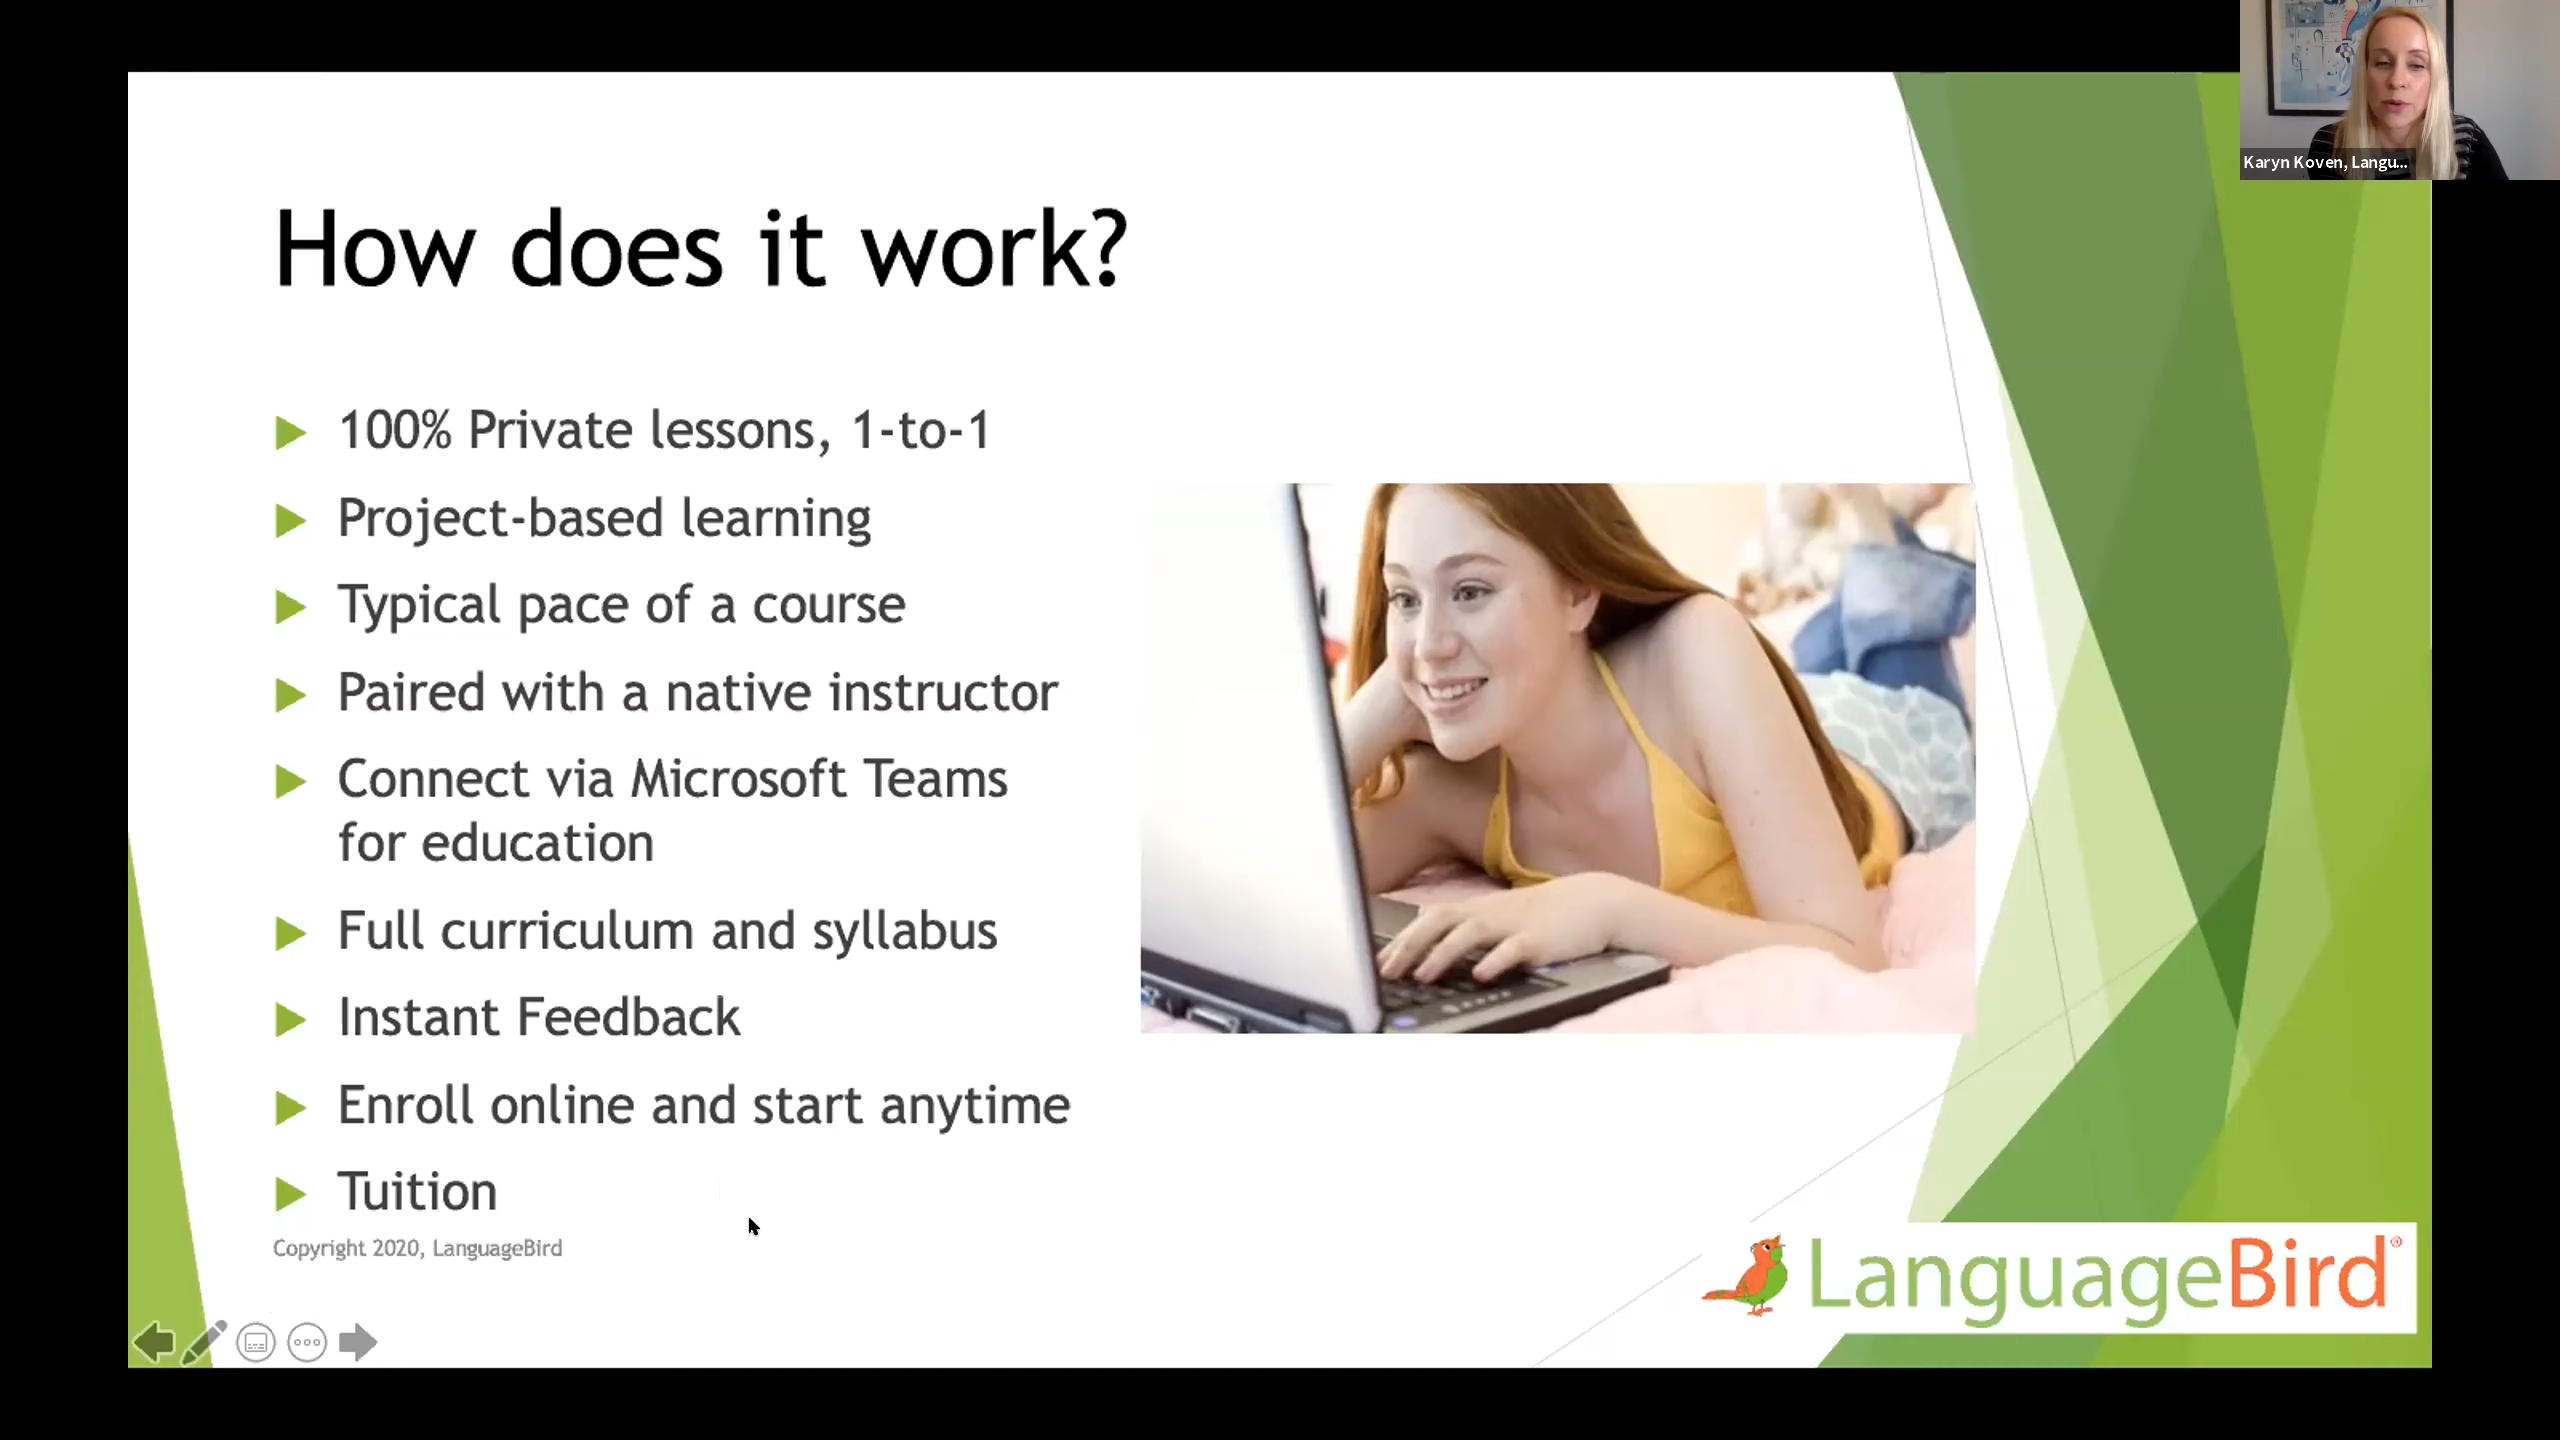 Karyn Koven, Langu...
How does it work?
100% Private lessons, 1-to-1
Project-based learning
Typical pace of a course
Paired with a native instructor
Connect via Microsoft Teams
for education
Full curriculum and syllabus
Instant Feedback
Enroll online and start anytime
Tuition
Copyright 2020, LanguageBird
LanguageBird®